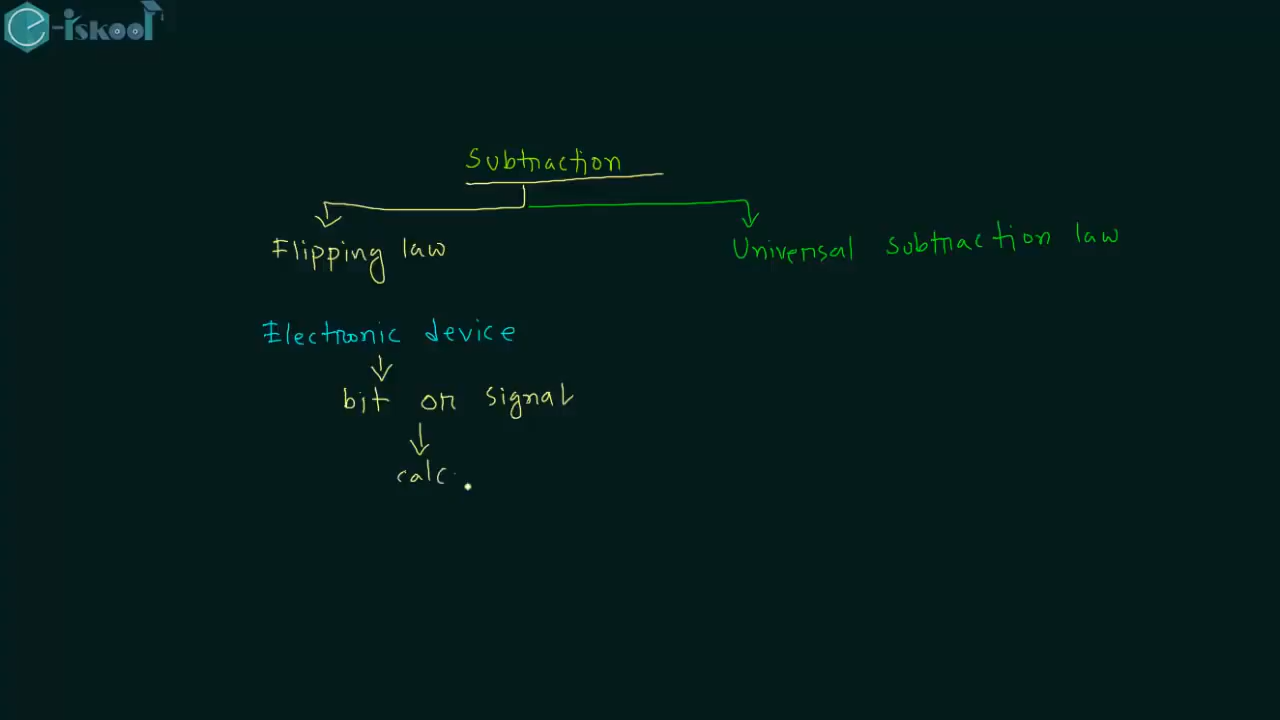 e-iskool
Subtraction
Flipping law
Universal subtraction law
Electronic device
bit or signal
calc